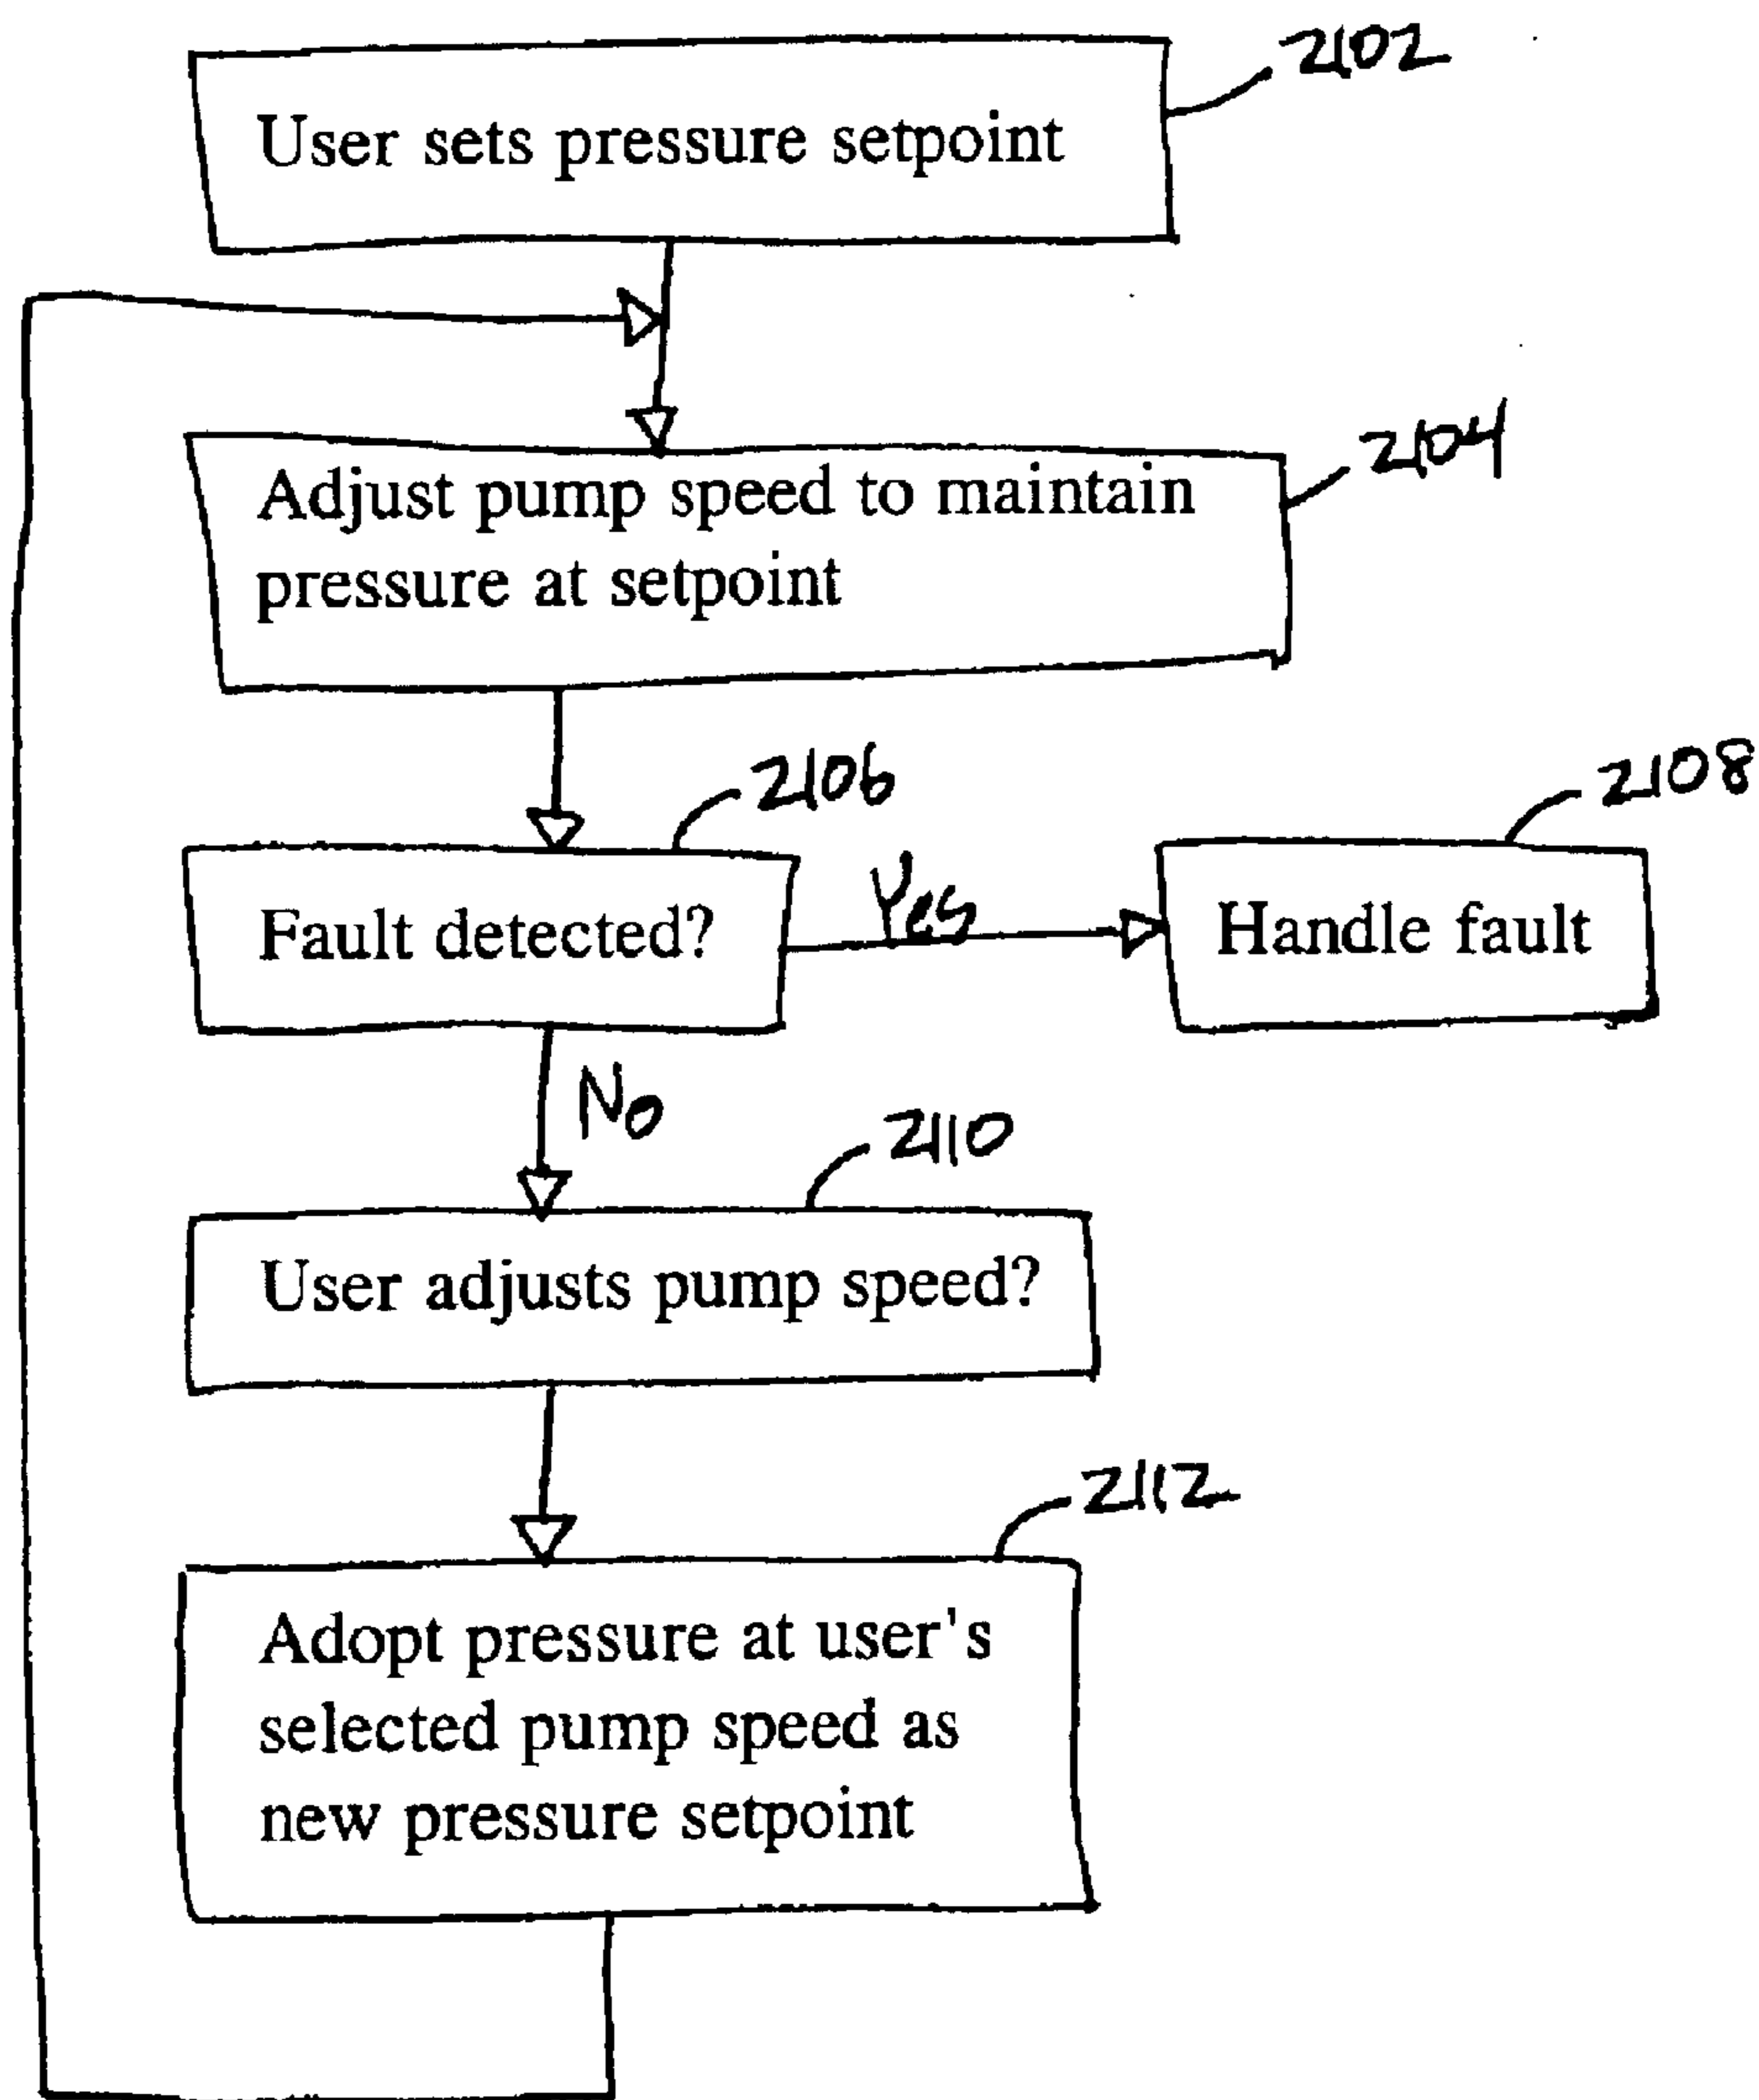 2102
User sets pressure setpoint
2104
Adjust pump speed to maintain
pressure at setpoint
2106
2108
Fault detected?
Yes
Handle fault
No
2110
User adjusts pump speed?
2112
Adopt pressure at user's
selected pump speed as
new pressure setpoint